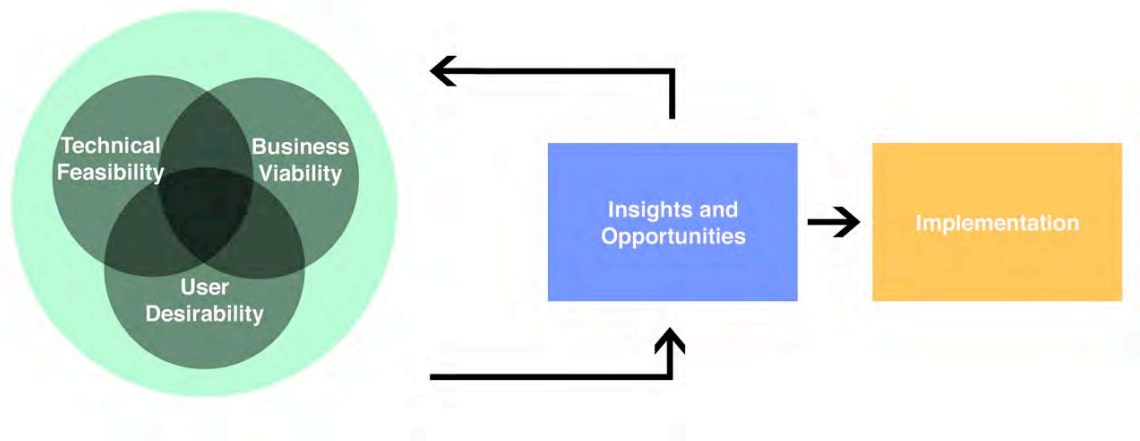 Technical
Feasibility
Business
Viability
User
Desirability
Insights and
Opportunities
Implementation